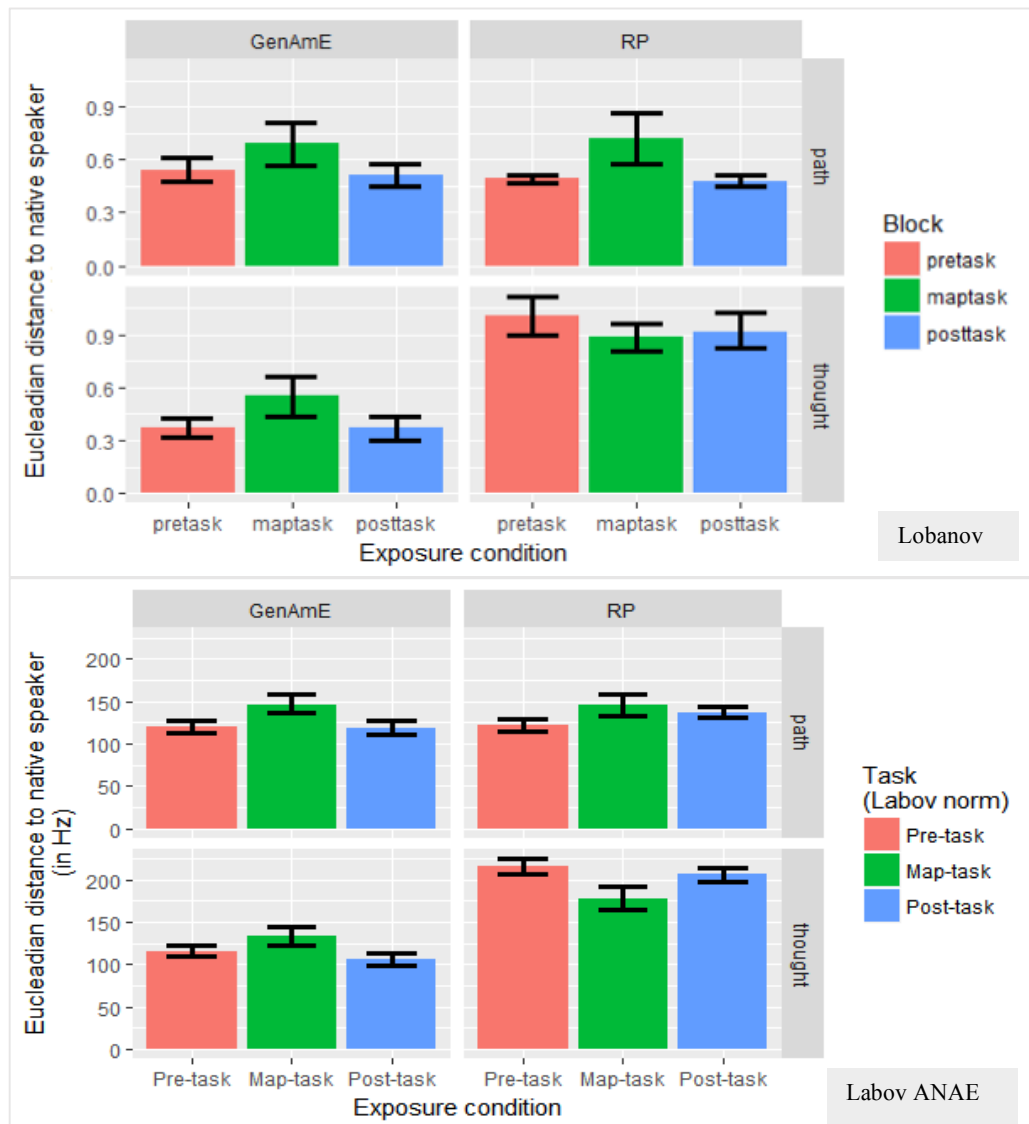 GenAmE
RP
Eucleadian distance to native speaker
0.9
0.6
0.3
0.0
path
0.9
0.6
0.3
0.0
thought
pretask maptask posttask pretask maptask posttask
Exposure condition
Block
pretask
maptask
posttask
Lobanov
GenAmE
RP
Eucleadian distance to native speaker
(in Hz)
200
150
100
50
0
path
200
150
100
50
0
thought
Pre-task Map-task Post-task Pre-task Map-task Post-task
Exposure condition
Task
(Labov norm)
Pre-task
Map-task
Post-task
Labov ANAE